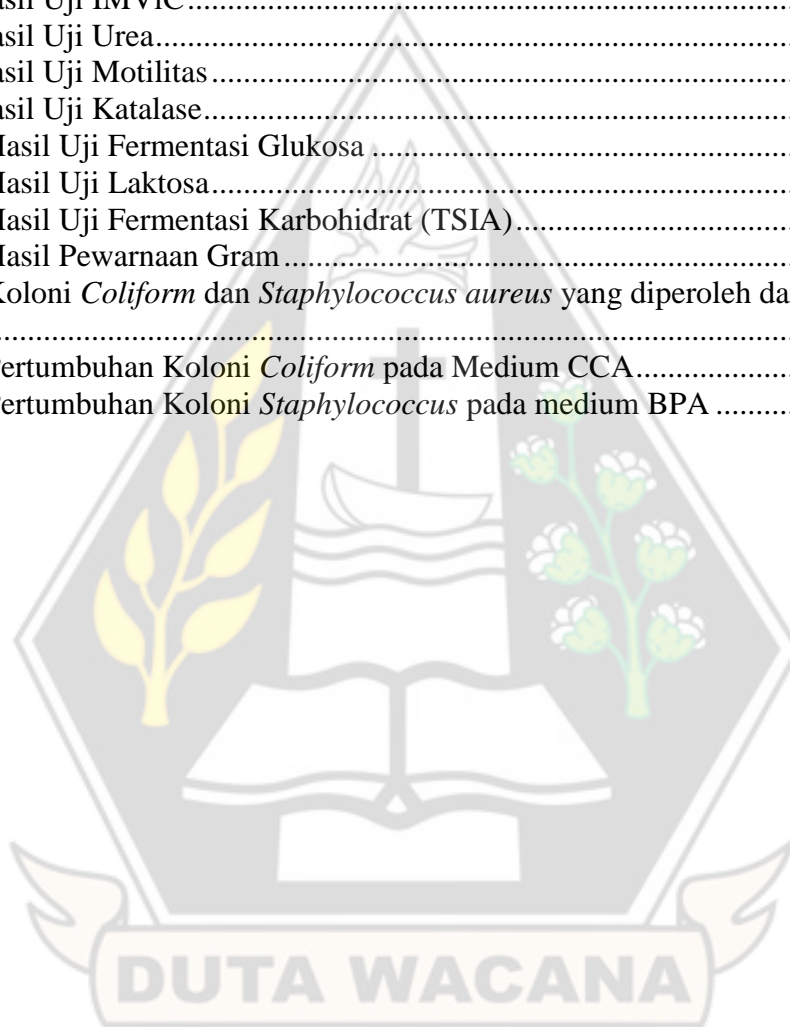 asil Uji IMViC...................................................................................
asil Uji Urea.......................................................................................
asil Uji Motilitas................................................................................
asil Uji Katalase.................................................................................
Hasil Uji Fermentasi Glukosa ............................................................
Hasil Uji Laktosa................................................................................
Hasil Uji Fermentasi Karbohidrat (TSIA)..........................................
Hasil Pewarnaan Gram.......................................................................
Koloni Coliform dan Staphylococcus aureus yang diperoleh da
...........................................................................................................
Pertumbuhan Koloni Coliform pada Medium CCA...........................
Pertumbuhan Koloni Staphylococcus pada medium BPA .................
DUTA WACANA